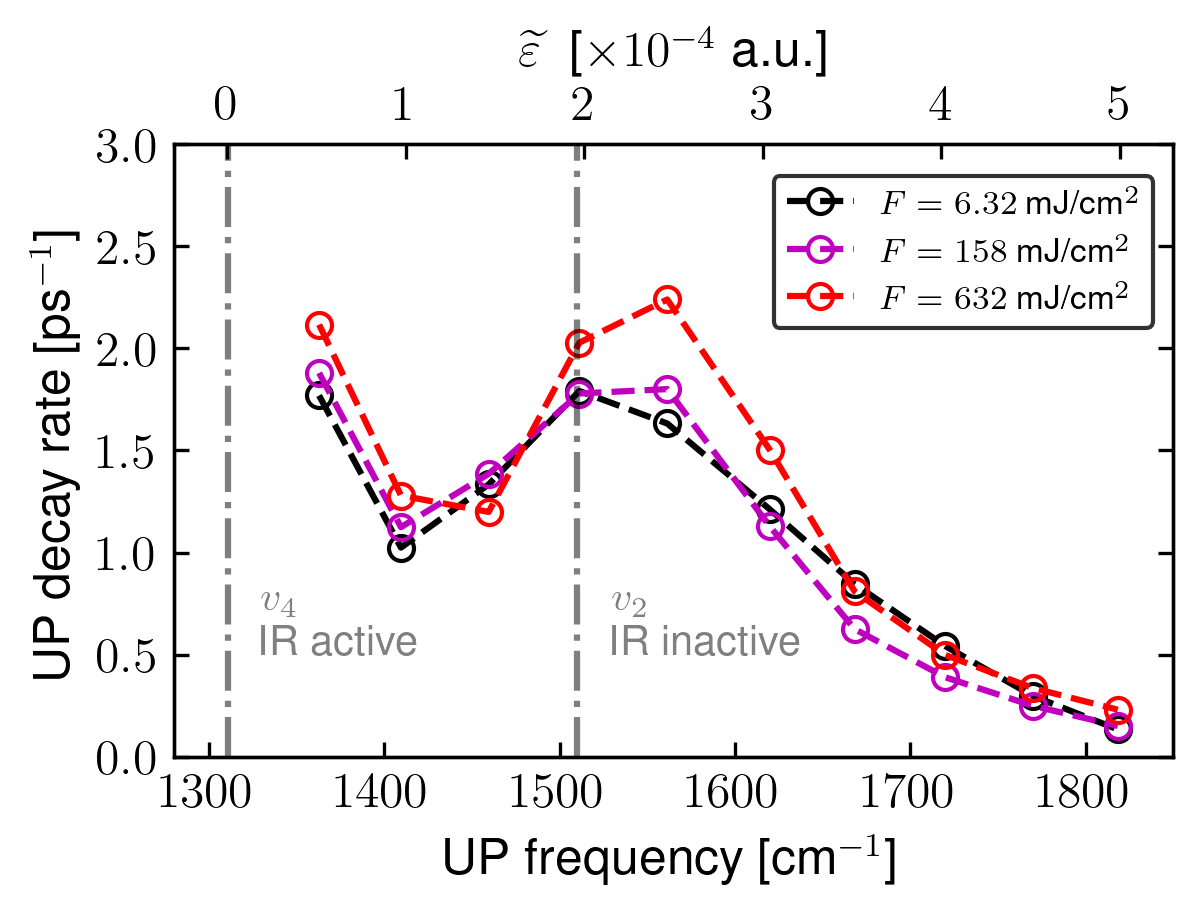 ε̃ [×10⁻⁴ a.u.]
0 1 2 3 4 5
3.0
2.5
2.0
1.5
1.0
0.5
0.0
UP decay rate [ps⁻¹]
F = 6.32 mJ/cm²
F = 158 mJ/cm²
F = 632 mJ/cm²
v₄
IR active
v₂
IR inactive
1300 1400 1500 1600 1700 1800
UP frequency [cm⁻¹]